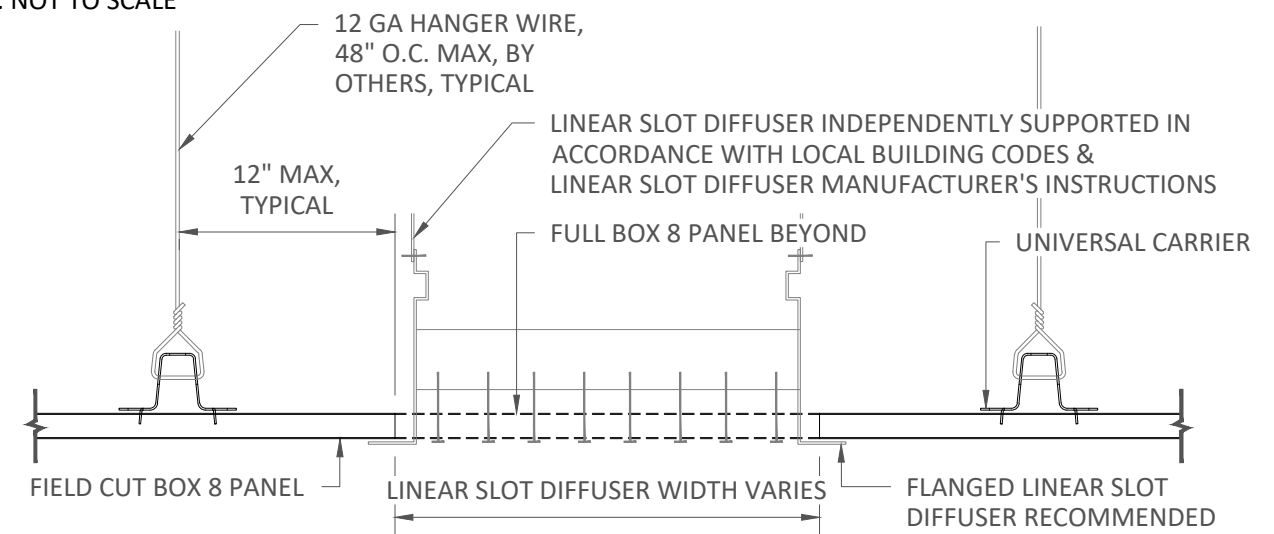 : NOT TO SCALE
12 GA HANGER WIRE,
48" O.C. MAX, BY
OTHERS, TYPICAL
LINEAR SLOT DIFFUSER INDEPENDENTLY SUPPORTED IN
ACCORDANCE WITH LOCAL BUILDING CODES &
LINEAR SLOT DIFFUSER MANUFACTURER'S INSTRUCTIONS
12" MAX,
TYPICAL
FULL BOX 8 PANEL BEYOND
UNIVERSAL CARRIER
FIELD CUT BOX 8 PANEL
LINEAR SLOT DIFFUSER WIDTH VARIES
FLANGED LINEAR SLOT
DIFFUSER RECOMMENDED